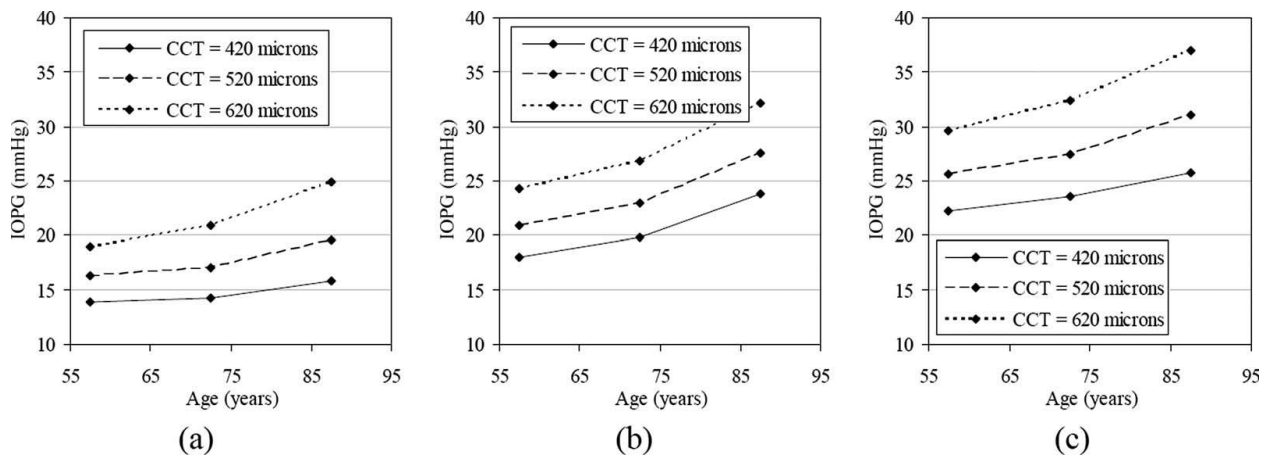 40
35
30
25
20
15
10
IOPG (mmHg)
CCT = 420 microns
CCT = 520 microns
CCT = 620 microns
55 65 75 85 95
Age (years)
(a)
40
35
30
25
20
15
10
IOPG (mmHg)
CCT = 420 microns
CCT = 520 microns
CCT = 620 microns
55 65 75 85 95
Age (years)
(b)
40
35
30
25
20
15
10
IOPG (mmHg)
CCT = 420 microns
CCT = 520 microns
CCT = 620 microns
55 65 75 85 95
Age (years)
(c)